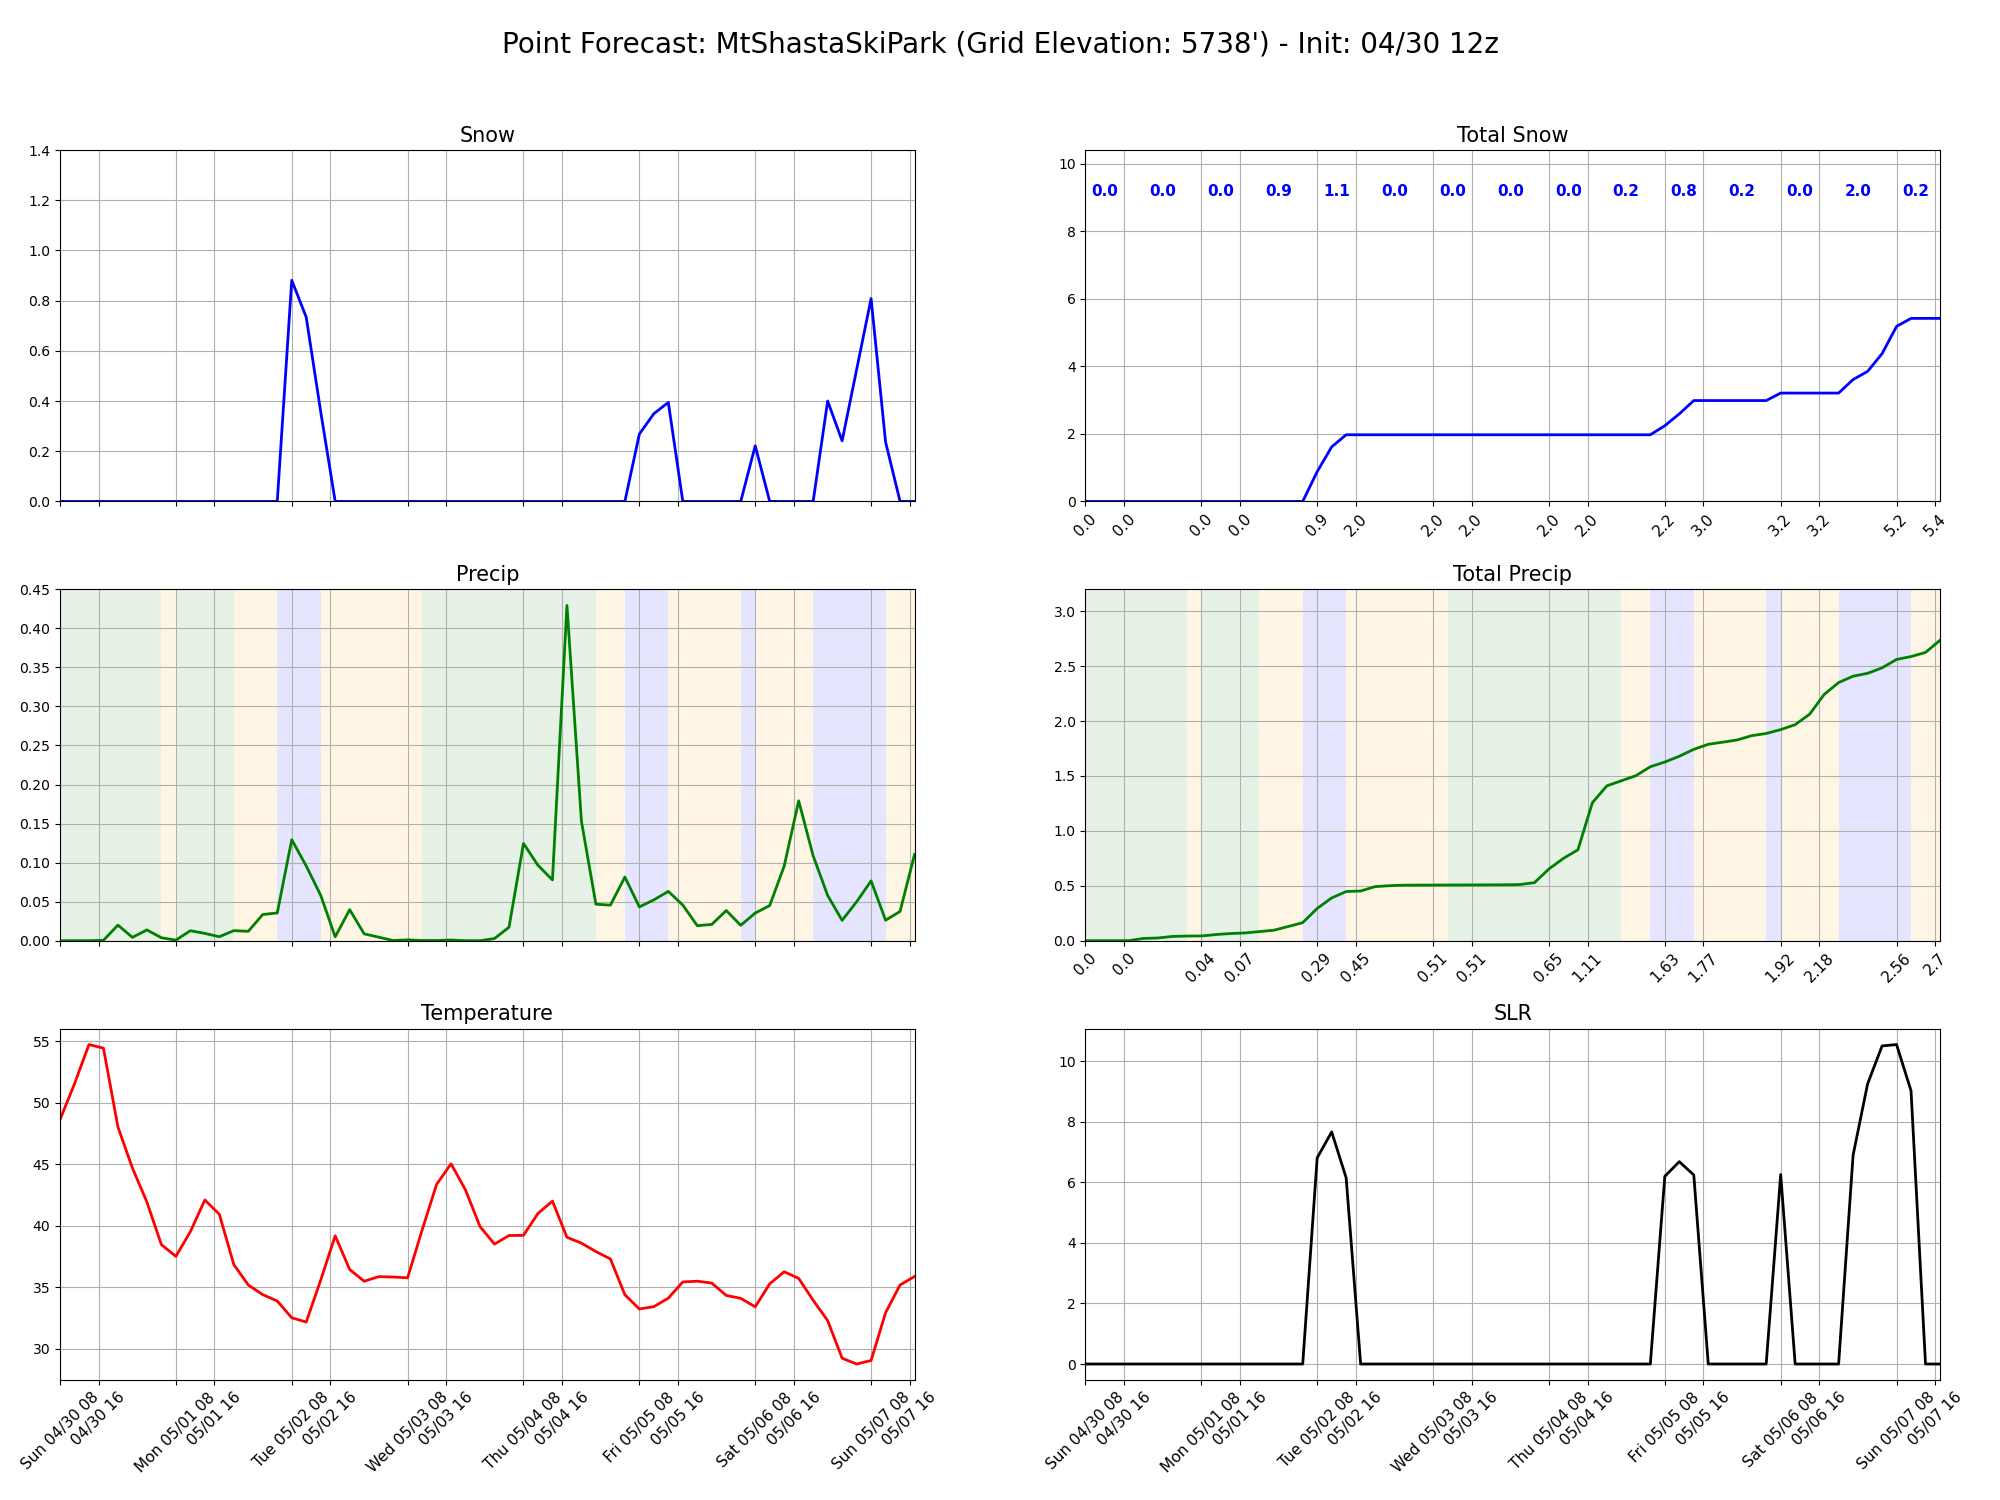 Point Forecast: MtShastaSkiPark (Grid Elevation: 5738') - Init: 04/30 12z
Snow
1.4
1.2
1.0
0.8
0.6
0.4
0.2
0.0
Total Snow
10
8
6
4
2
0
0.0 0.0 0.0 0.9 1.1 0.0 0.0 0.0 0.0 0.2 0.8 0.2 0.0 2.0 0.2
0.0 0.0 0.0 0.0 0.9 2.0 2.0 2.0 2.0 2.0 2.2 3.0 3.2 3.2 5.2 5.4
Precip
0.45
0.40
0.35
0.30
0.25
0.20
0.15
0.10
0.05
0.00
Total Precip
3.0
2.5
2.0
1.5
1.0
0.5
0.0
0.0 0.0 0.04 0.07 0.29 0.45 0.51 0.51 0.65 1.11 1.63 1.77 1.92 2.18 2.56 2.7
Temperature
55
50
45
40
35
30
Sun 04/30 08
04/30 16
Mon 05/01 08
05/01 16
Tue 05/02 08
05/02 16
Wed 05/03 08
05/03 16
Thu 05/04 08
05/04 16
Fri 05/05 08
05/05 16
Sat 05/06 08
05/06 16
Sun 05/07 08
05/07 16
SLR
10
8
6
4
2
0
Sun 04/30 08
04/30 16
Mon 05/01 08
05/01 16
Tue 05/02 08
05/02 16
Wed 05/03 08
05/03 16
Thu 05/04 08
05/04 16
Fri 05/05 08
05/05 16
Sat 05/06 08
05/06 16
Sun 05/07 08
05/07 16